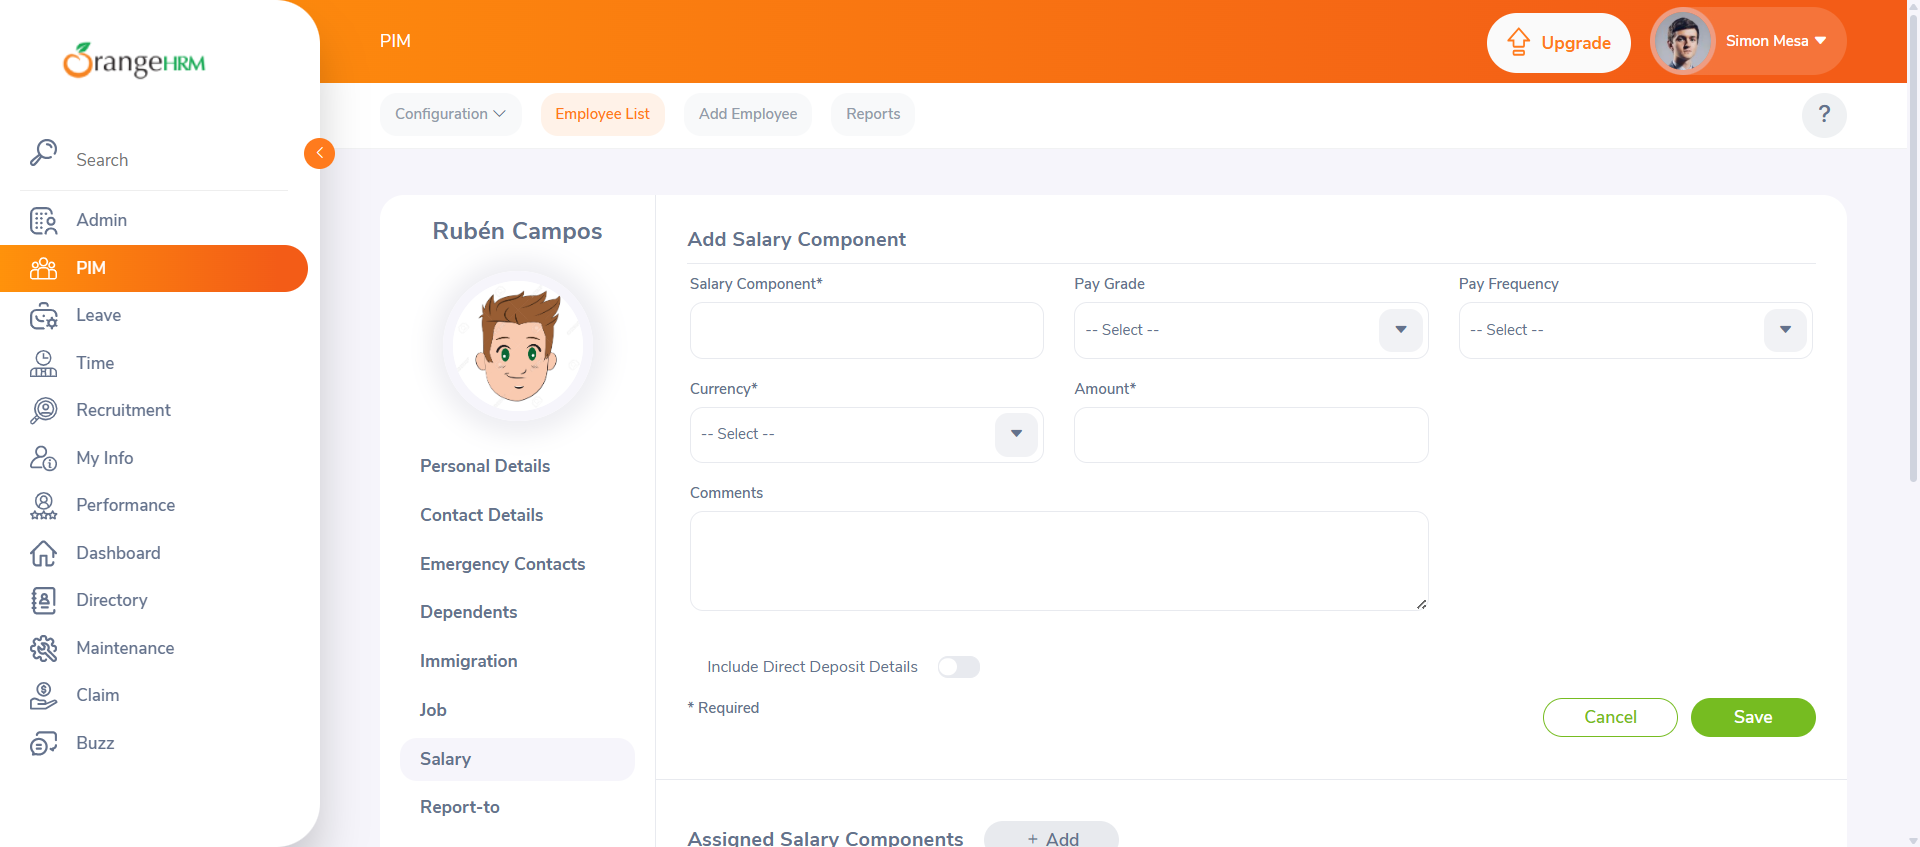 OrangeHRM
PIM
Upgrade
Simon Mesa
Configuration
Employee List
Add Employee
Reports
?
Search
Admin
PIM
Leave
Time
Recruitment
My Info
Performance
Dashboard
Directory
Maintenance
Claim
Buzz
Rubén Campos
Personal Details
Contact Details
Emergency Contacts
Dependents
Immigration
Job
Salary
Report-to
Add Salary Component
Salary Component*
Pay Grade
-- Select --
Pay Frequency
-- Select --
Currency*
-- Select --
Amount*
Comments
Include Direct Deposit Details
* Required
Cancel
Save
Assigned Salary Components
+ Add